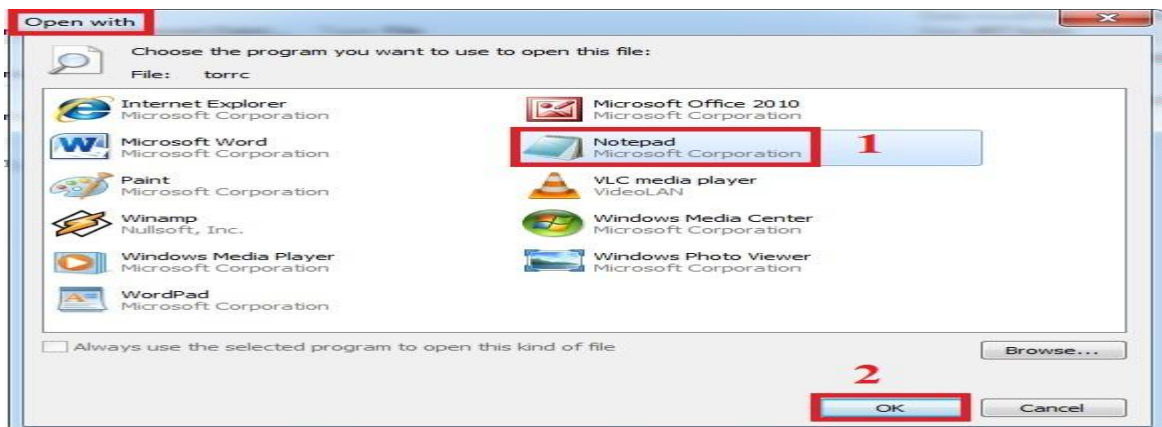 Open with
Choose the program you want to use to open this file:
File: torrc
Internet Explorer
Microsoft Corporation
Microsoft Office 2010
Microsoft Corporation
Microsoft Word
Microsoft Corporation
Notepad
Microsoft Corporation
1
Paint
Microsoft Corporation
VLC media player
VideoLAN
Winamp
Nullsoft, Inc.
Windows Media Center
Microsoft Corporation
Windows Media Player
Microsoft Corporation
Windows Photo Viewer
Microsoft Corporation
WordPad
Microsoft Corporation
Always use the selected program to open this kind of file
Browse...
2
OK
Cancel